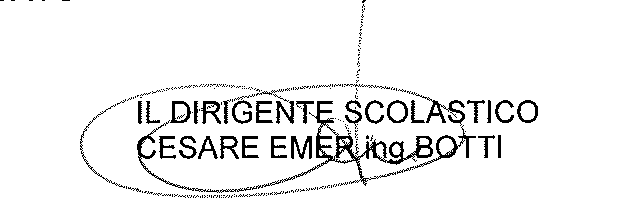 IL DIRIGENTE SCOLASTICO
CESARE EMER ing BOTTI